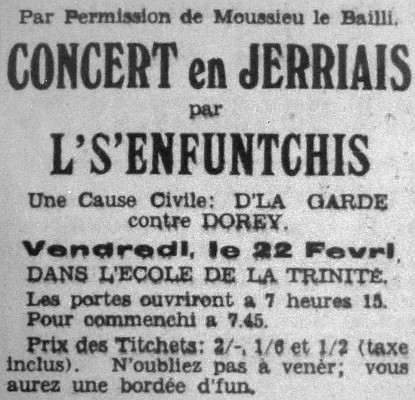 Par Permission de Moussieu le Bailli.
CONCERT en JERRIAIS
par
L'S'ENFUNTCHIS
Une Cause Civile: D'LA GARDE
contre DOREY.
Vendredi, le 22 Fevri,
DANS L'ECOLE DE LA TRINITE.
Les portes ouvriront a 7 heures 15.
Pour commenchi a 7.45.
Prix des Titchets: 2/-, 1/6 et 1/2 (taxe
inclus). N'oubliez pas à venër; vous
aurez une bordée d'fun.